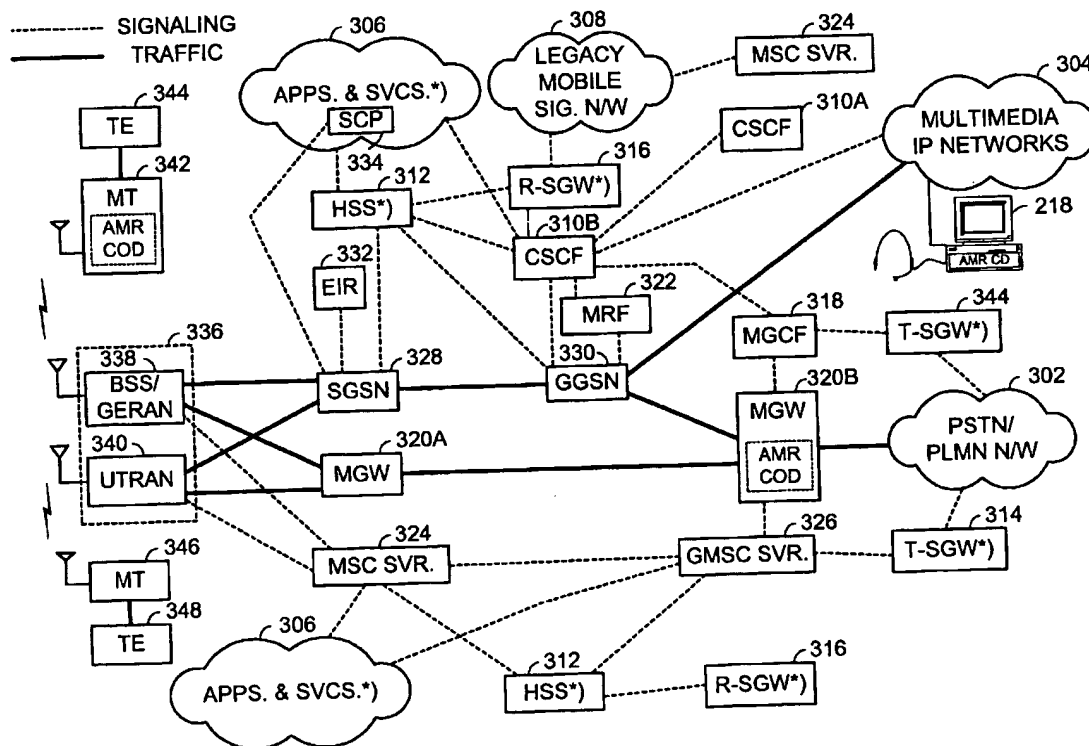 SIGNALING
TRAFFIC
306
308
324
LEGACY
MOBILE
SIG. N/W
MSC SVR.
304
344
TE
APPS. & SVCS.*)
SCP
310A
CSCF
MULTIMEDIA
IP NETWORKS
342
MT
AMR
COD
334
312
HSS*)
316
R-SGW*)
310B
CSCF
218
AMR CD
332
EIR
322
MRF
318
MGCF
344
T-SGW*)
336
338
BSS/
GERAN
328
SGSN
330
GGSN
320B
MGW
AMR
COD
302
PSTN/
PLMN N/W
340
UTRAN
320A
MGW
324
MSC SVR.
326
GMSC SVR.
314
T-SGW*)
346
MT
348
TE
306
APPS. & SVCS.*)
312
HSS*)
316
R-SGW*)